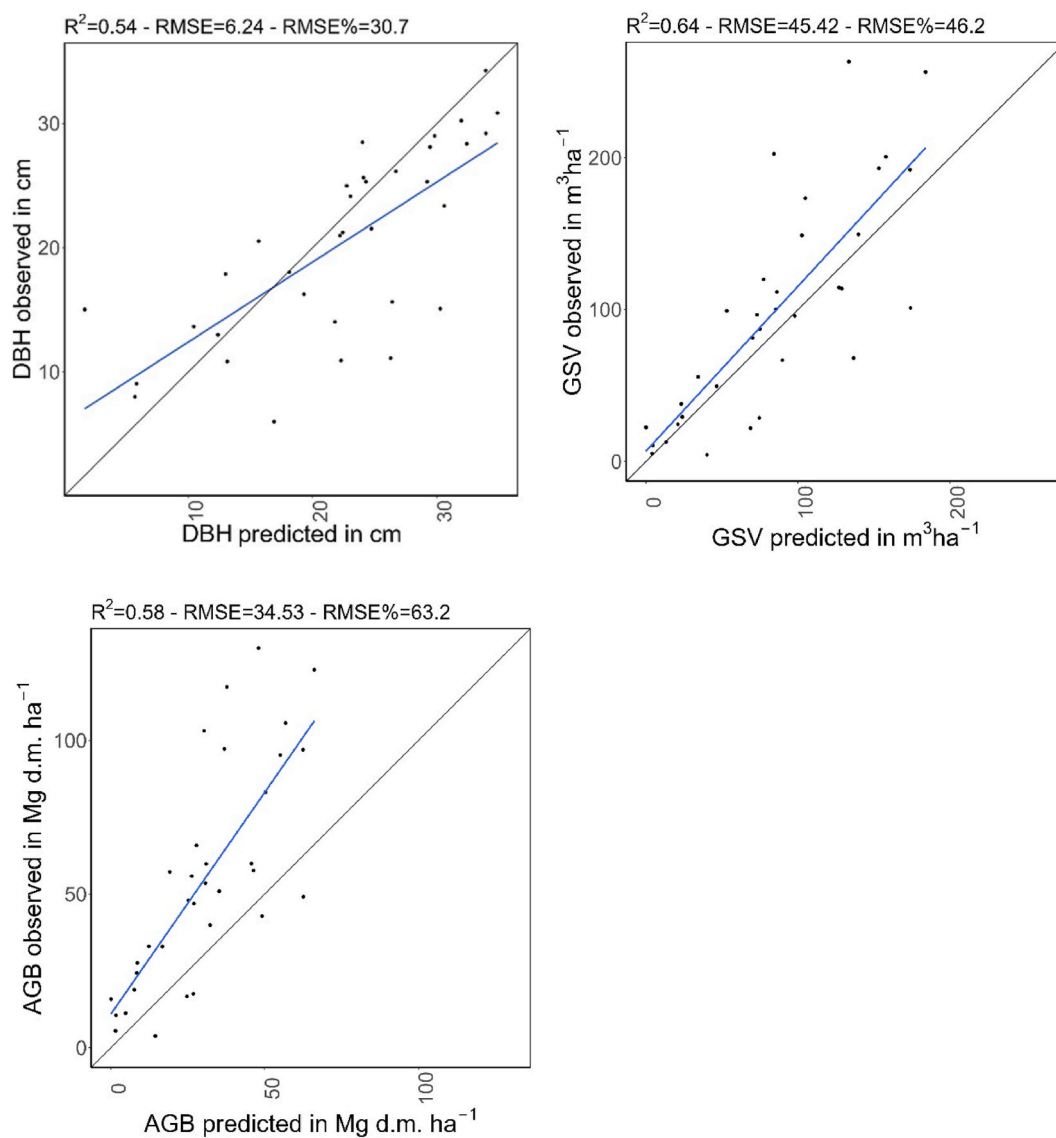 R²=0.54 - RMSE=6.24 - RMSE%=30.7
30
20
10
DBH observed in cm
10
20
30
DBH predicted in cm
R²=0.64 - RMSE=45.42 - RMSE%=46.2
200
100
0
GSV observed in m³ha⁻¹
0
100
200
GSV predicted in m³ha⁻¹
R²=0.58 - RMSE=34.53 - RMSE%=63.2
100
50
0
AGB observed in Mg d.m. ha⁻¹
0
50
100
AGB predicted in Mg d.m. ha⁻¹